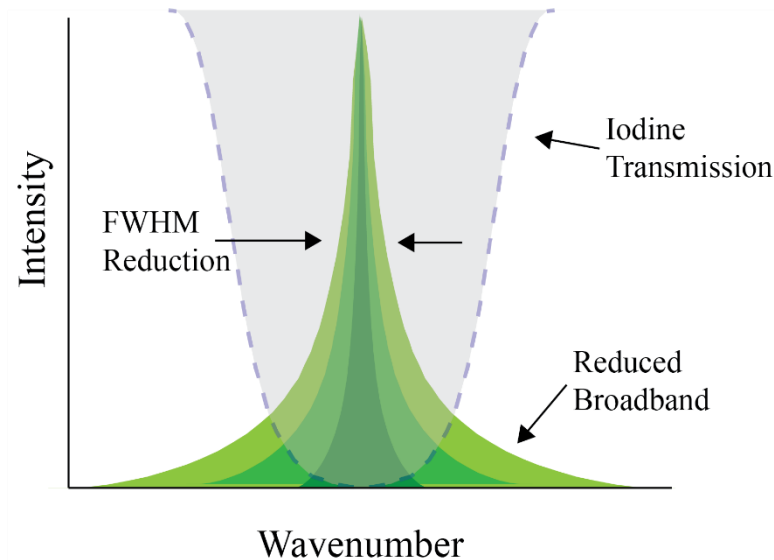 Intensity
FWHM
Reduction
Iodine
Transmission
Reduced
Broadband
Wavenumber